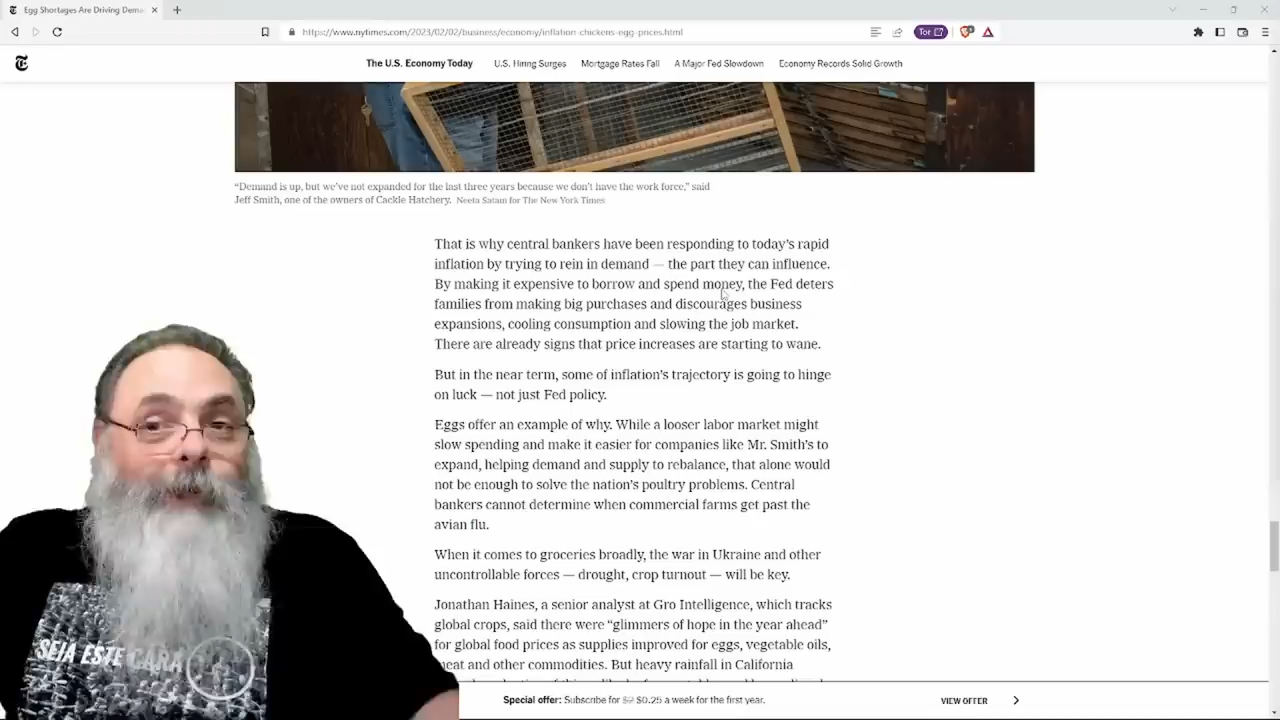 Egg Shortages Are Driving Dema
https://www.nytimes.com/2023/02/02/business/economy/inflation-chickens-egg-prices.html
Tor
The U.S. Economy Today
U.S. Hiring Surges
Mortgage Rates Fall
A Major Fed Slowdown
Economy Records Solid Growth
“Demand is up, but we’ve not expanded for the last three years because we don’t have the work force,” said
Jeff Smith, one of the owners of Cackle Hatchery. Neeta Satam for The New York Times
That is why central bankers have been responding to today’s rapid
inflation by trying to rein in demand — the part they can influence.
By making it expensive to borrow and spend money, the Fed deters
families from making big purchases and discourages business
expansions, cooling consumption and slowing the job market.
There are already signs that price increases are starting to wane.
But in the near term, some of inflation’s trajectory is going to hinge
on luck — not just Fed policy.
Eggs offer an example of why. While a looser labor market might
slow spending and make it easier for companies like Mr. Smith’s to
expand, helping demand and supply to rebalance, that alone would
not be enough to solve the nation’s poultry problems. Central
bankers cannot determine when commercial farms get past the
avian flu.
When it comes to groceries broadly, the war in Ukraine and other
uncontrollable forces — drought, crop turnout — will be key.
Jonathan Haines, a senior analyst at Gro Intelligence, which tracks
global crops, said there were “glimmers of hope in the year ahead”
for global food prices as supplies improved for eggs, vegetable oils,
meat and other commodities. But heavy rainfall in California
SEJA ESTE CARA
Special offer: Subscribe for $2 $0.25 a week for the first year.
VIEW OFFER